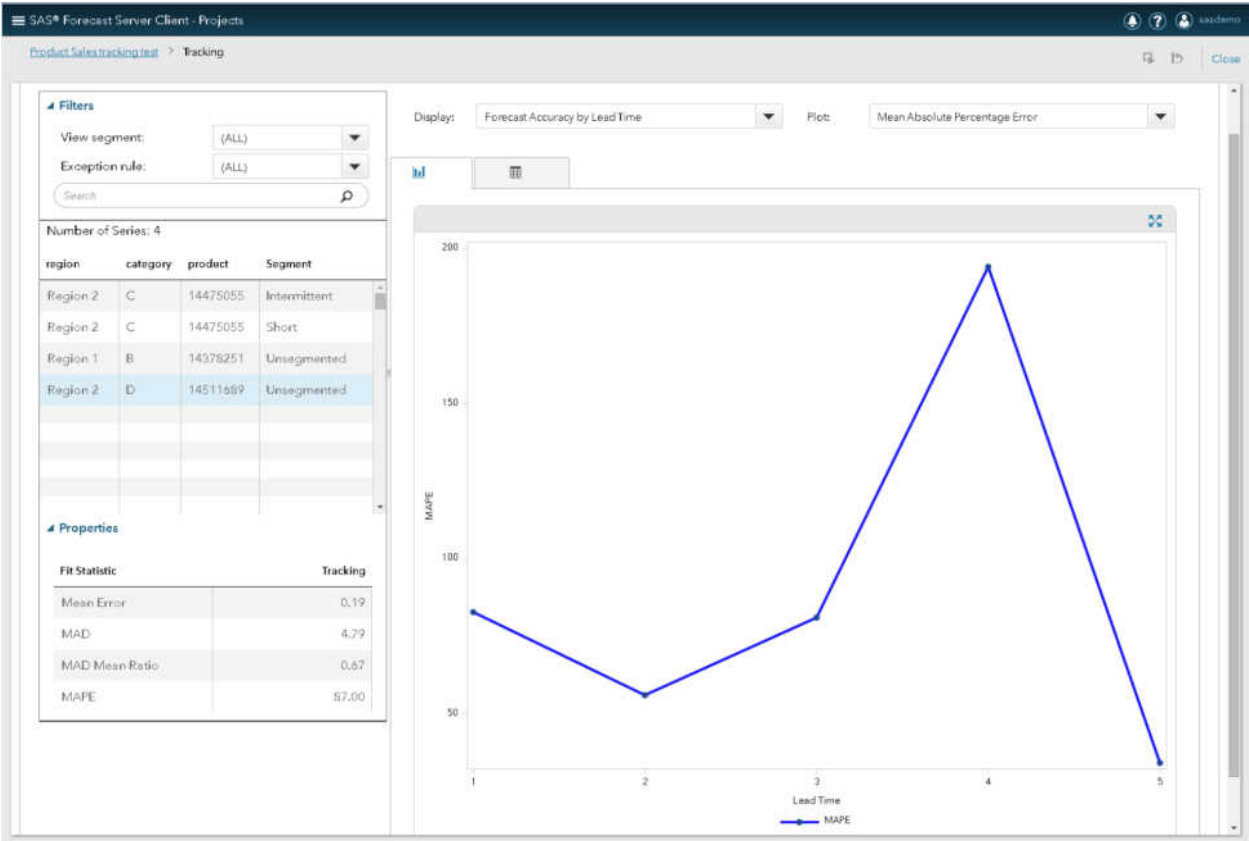 SAS® Forecast Server Client - Projects
sasdemo
Product Sales tracking test > Tracking
Close
Filters
View segment: (ALL)
Exception rule: (ALL)
Search
Number of Series: 4
region category product Segment
Region 2 C 14475055 Intermittent
Region 2 C 14475055 Short
Region 1 B 14378251 Unsegmented
Region 2 D 14511689 Unsegmented
Properties
Fit Statistic Tracking
Mean Error 0.19
MAD 4.79
MAD Mean Ratio 0.67
MAPE 87.00
Display: Forecast Accuracy by Lead Time Plot: Mean Absolute Percentage Error
200
150
100
50
MAPE
1 2 3 4 5
Lead Time
MAPE